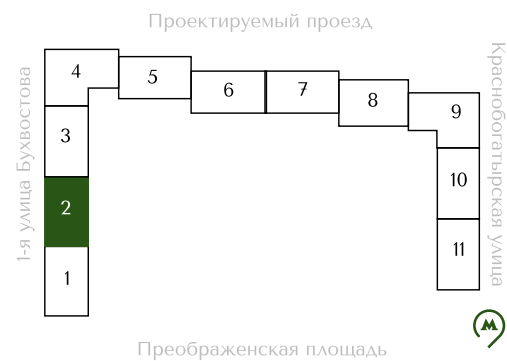 Проектируемый проезд
1-я улица Бухвостова
Краснобогатырская улица
4
5
6
7
8
9
3
2
1
10
11
М
Преображенская площадь